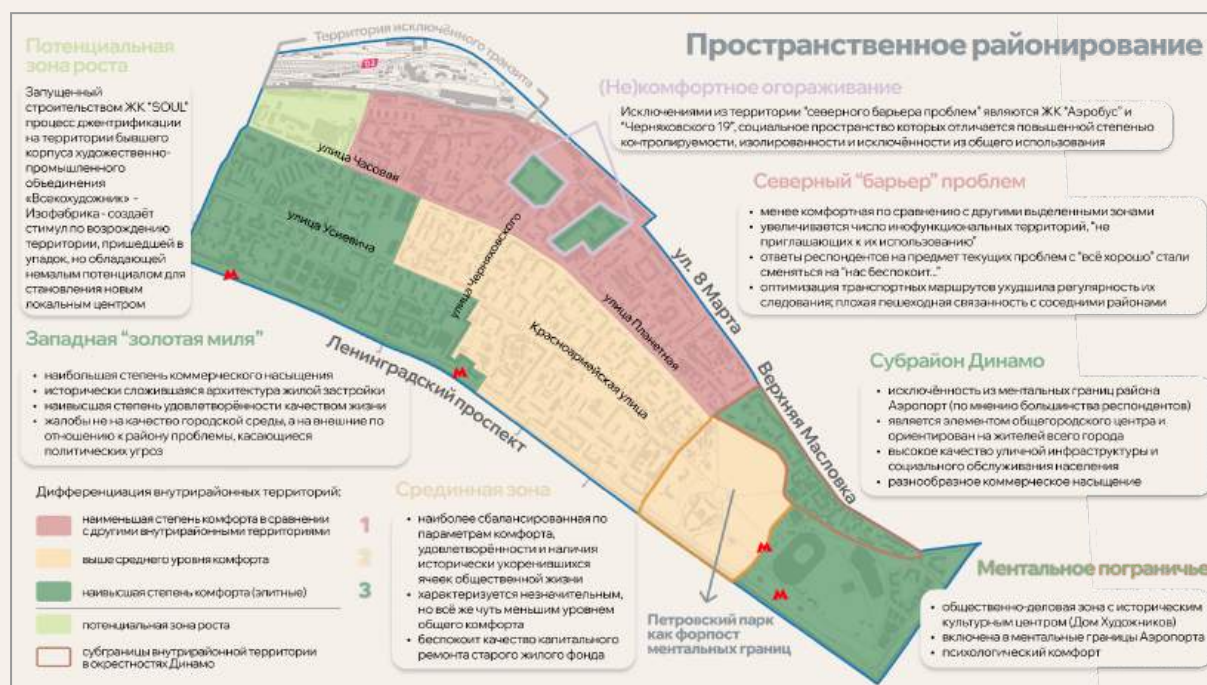 Пространственное районирование
Потенциальная
зона роста
Запущенный
строительством ЖК "SOUL"
процесс джентрификации
на территории бывшего
корпуса художественно-
промышленного
объединения
«Всекохудожник» -
Изофабрика - создаёт
стимул по возрождению
территории, пришедшей в
упадок, но обладающей
немалым потенциалом для
становления новым
локальным центром
Территория исключённого транзита
D3
(Не)комфортное огораживание
Исключениями из территории "северного барьера проблем" являются ЖК "Аэробус" и
"Черняховского 19", социальное пространство которых отличается повышенной степенью
контролируемости, изолированности и исключённости из общего использования
Северный "барьер" проблем
• менее комфортная по сравнению с другими выделенными зонами
• увеличивается число инофункциональных территорий, "не
приглашающих к их использованию"
• ответы респондентов на предмет текущих проблем с "всё хорошо" стали
сменяться на "нас беспокоит..."
• оптимизация транспортных маршрутов ухудшила регулярность их
следования; плохая пешеходная связанность с соседними районами
улица Часовая
улица Усиевича
улица Черняховского
улица Планетная
Красноармейская улица
ул. 8 Марта
Верхняя Масловка
Ленинградский проспект
Западная "золотая миля"
• наибольшая степень коммерческого насыщения
• исторически сложившаяся архитектура жилой застройки
• наивысшая степень удовлетворённости качеством жизни
• жалобы не на качество городской среды, а на внешние по
отношению к району проблемы, касающиеся
политических угроз
Субрайон Динамо
• исключённость из ментальных границ района
Аэропорт (по мнению большинства респондентов)
• является элементом общегородского центра и
ориентирован на жителей всего города
• высокое качество уличной инфраструктуры и
социального обслуживания населения
• разнообразное коммерческое насыщение
Дифференциация внутрирайонных территорий:
наименьшая степень комфорта в сравнении
с другими внутрирайонными территориями
1
выше среднего уровня комфорта
2
наивысшая степень комфорта (элитные)
3
потенциальная зона роста
субграницы внутрирайонной территории
в окрестностях Динамо
Срединная зона
• наиболее сбалансированная по
параметрам комфорта,
удовлетворённости и наличия
исторически укоренившихся
ячеек общественной жизни
• характеризуется незначительным,
но всё же чуть меньшим уровнем
общего комфорта
• беспокоит качество капитального
ремонта старого жилого фонда
Петровский парк
как форпост
ментальных границ
Ментальное пограничье
• общественно-деловая зона с историческим
культурным центром (Дом Художников)
• включена в ментальные границы Аэропорта
• психологический комфорт